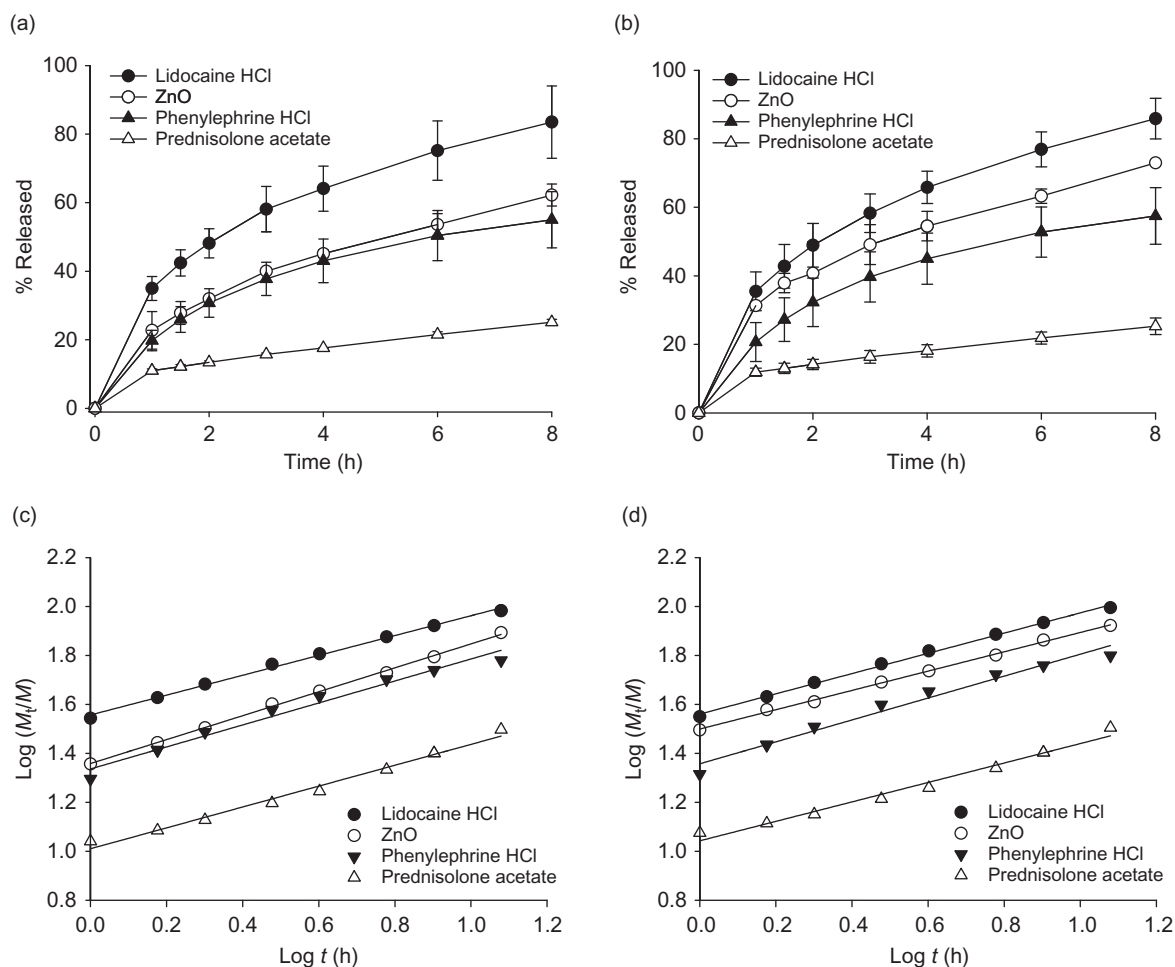 (a)
% Released
100
80
60
40
20
0
Lidocaine HCl
ZnO
Phenylephrine HCl
Prednisolone acetate
0 2 4 6 8
Time (h)
(b)
% Released
100
80
60
40
20
0
Lidocaine HCl
ZnO
Phenylephrine HCl
Prednisolone acetate
0 1 2 3 4 5 6 7 8
Time (h)
(c)
Log (Mt/M)
2.2
2.0
1.8
1.6
1.4
1.2
1.0
0.8
Lidocaine HCl
ZnO
Phenylephrine HCl
Prednisolone acetate
0.0 0.2 0.4 0.6 0.8 1.0 1.2
Log t (h)
(d)
Log (Mt/M)
2.2
2.0
1.8
1.6
1.4
1.2
1.0
0.8
Lidocaine HCl
ZnO
Phenylephrine HCl
Prednisolone acetate
0.0 0.2 0.4 0.6 0.8 1.0 1.2
Log t (h)